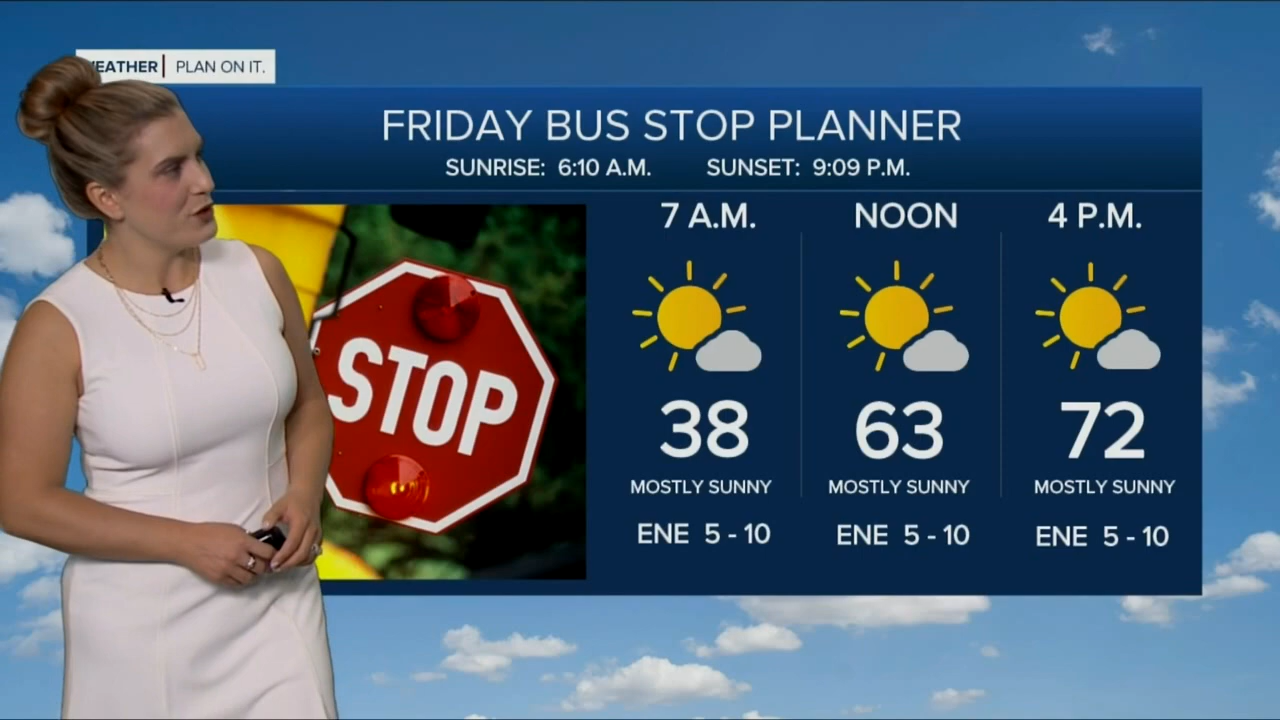 EATHER | PLAN ON IT.
FRIDAY BUS STOP PLANNER
SUNRISE: 6:10 A.M. SUNSET: 9:09 P.M.
STOP
7 A.M. NOON 4 P.M.
38 63 72
MOSTLY SUNNY MOSTLY SUNNY MOSTLY SUNNY
ENE 5 - 10 ENE 5 - 10 ENE 5 - 10